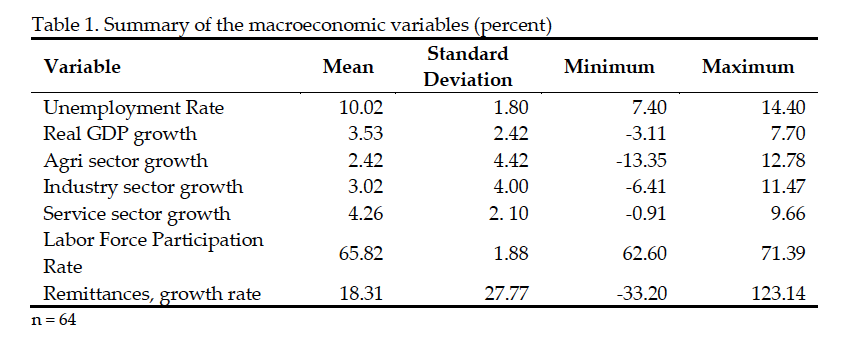 Table 1. Summary of the macroeconomic variables (percent)
Variable Mean Standard Deviation Minimum Maximum
Unemployment Rate 10.02 1.80 7.40 14.40
Real GDP growth 3.53 2.42 -3.11 7.70
Agri sector growth 2.42 4.42 -13.35 12.78
Industry sector growth 3.02 4.00 -6.41 11.47
Service sector growth 4.26 2. 10 -0.91 9.66
Labor Force Participation Rate 65.82 1.88 62.60 71.39
Remittances, growth rate 18.31 27.77 -33.20 123.14
n = 64